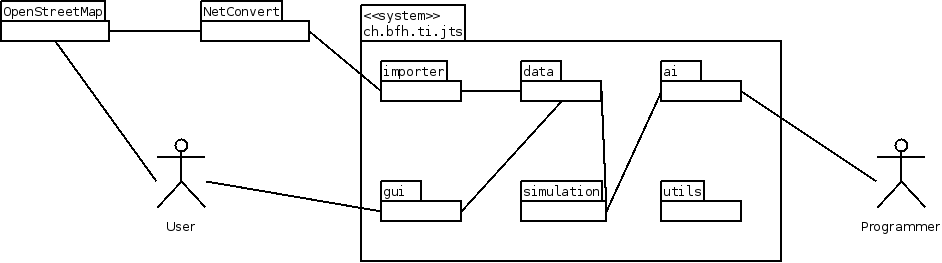 OpenStreetMap
NetConvert
<<system>>
ch.bfh.ti.jts
importer
data
ai
gui
simulation
utils
User
Programmer